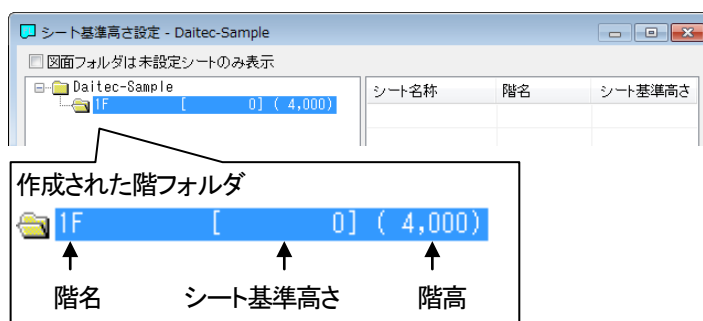 シート基準高さ設定 - Daitec-Sample
図面フォルダは未設定シートのみ表示
Daitec-Sample
1F [ 0] ( 4,000)
シート名称 階名 シート基準高さ
作成された階フォルダ
1F [ 0] ( 4,000)
階名 シート基準高さ 階高